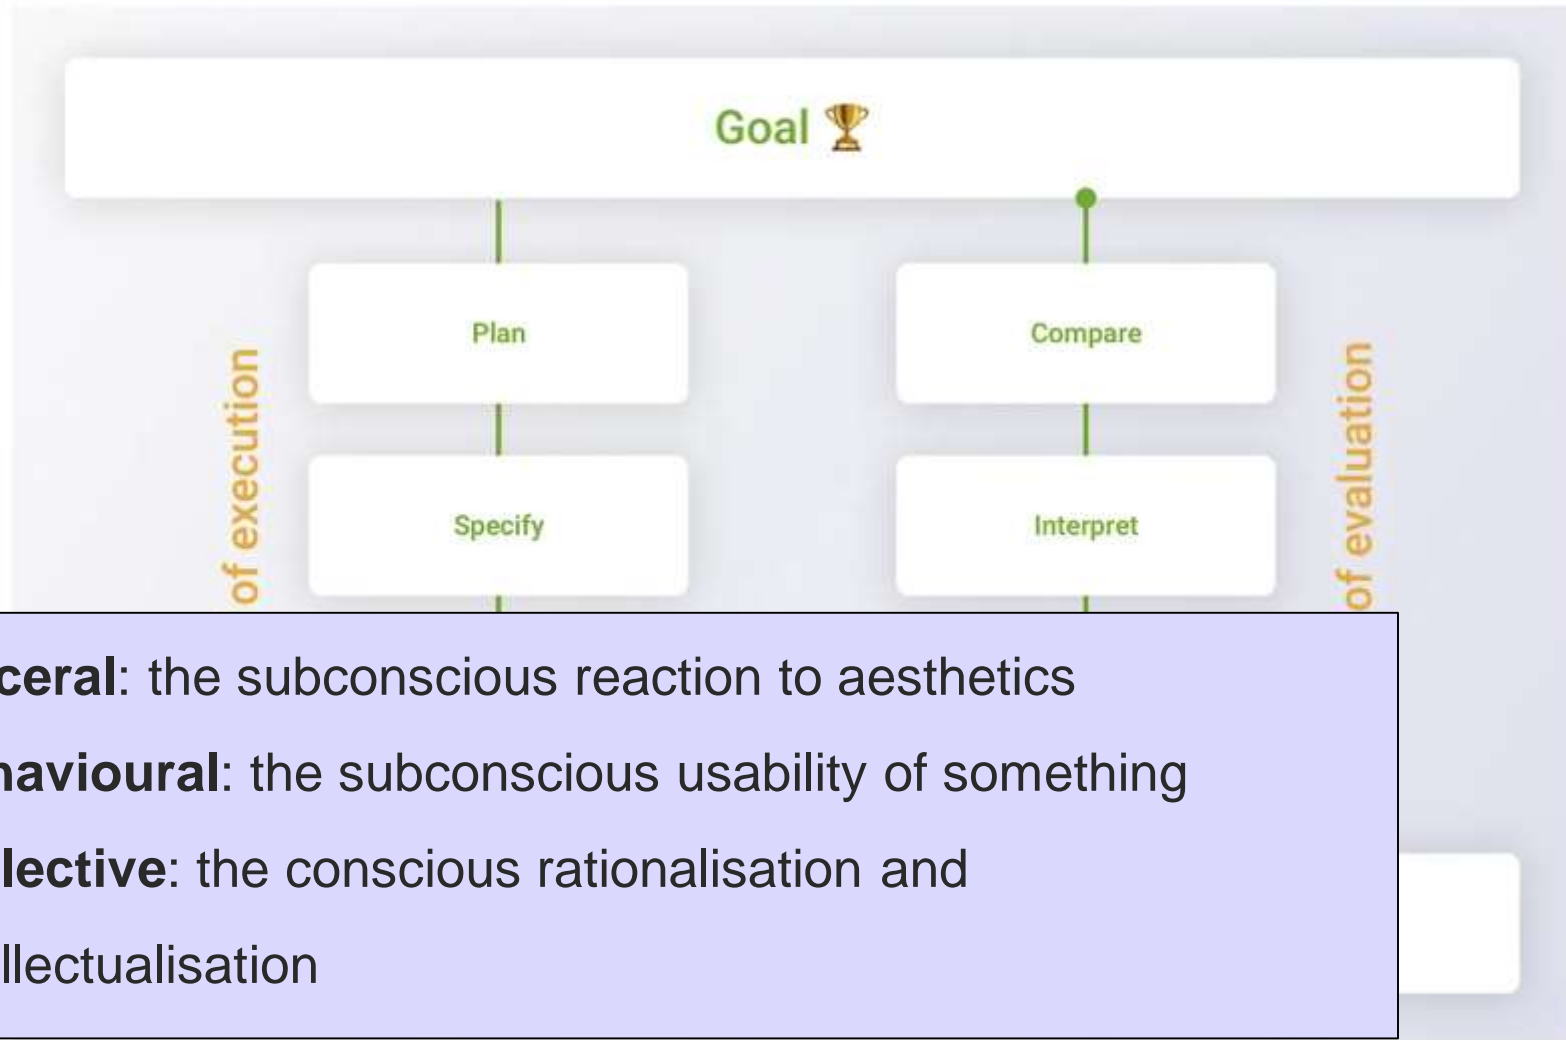 Goal 🏆
Plan
Compare
of execution
of evaluation
Specify
Interpret
ceral: the subconscious reaction to aesthetics
navioural: the subconscious usability of something
lective: the conscious rationalisation and
llectualisation